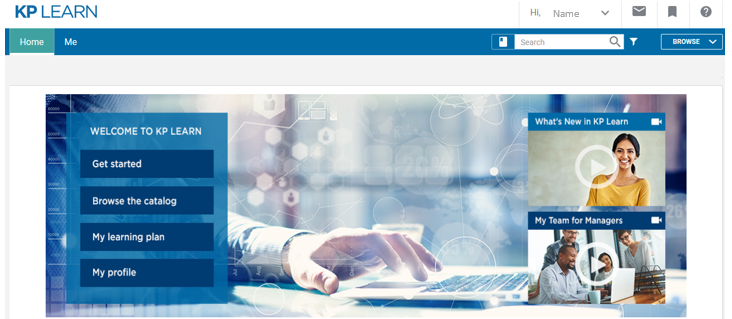 KP LEARN
Hi, Name
Home Me Search BROWSE
WELCOME TO KP LEARN
Get started
Browse the catalog
My learning plan
My profile
What's New in KP Learn
My Team for Managers